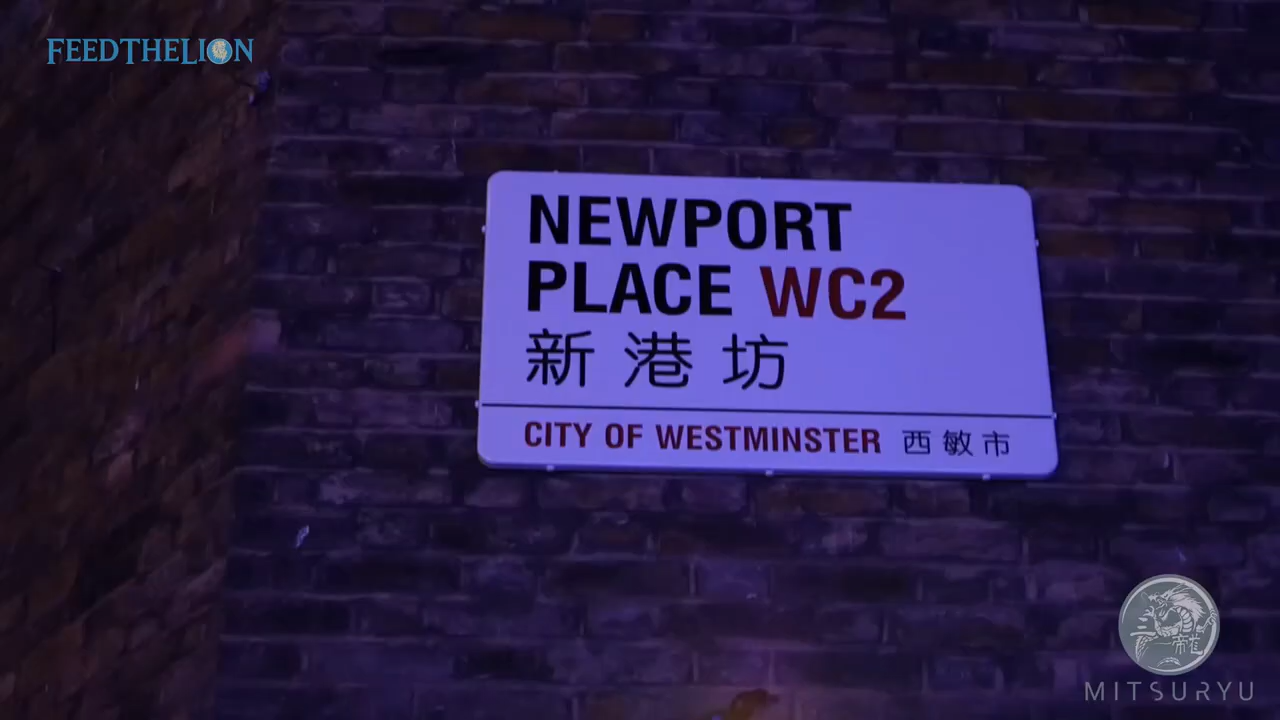 FEEDTHELION
NEWPORT
PLACE WC2
新港坊
CITY OF WESTMINSTER 西敏市
MITSURYU